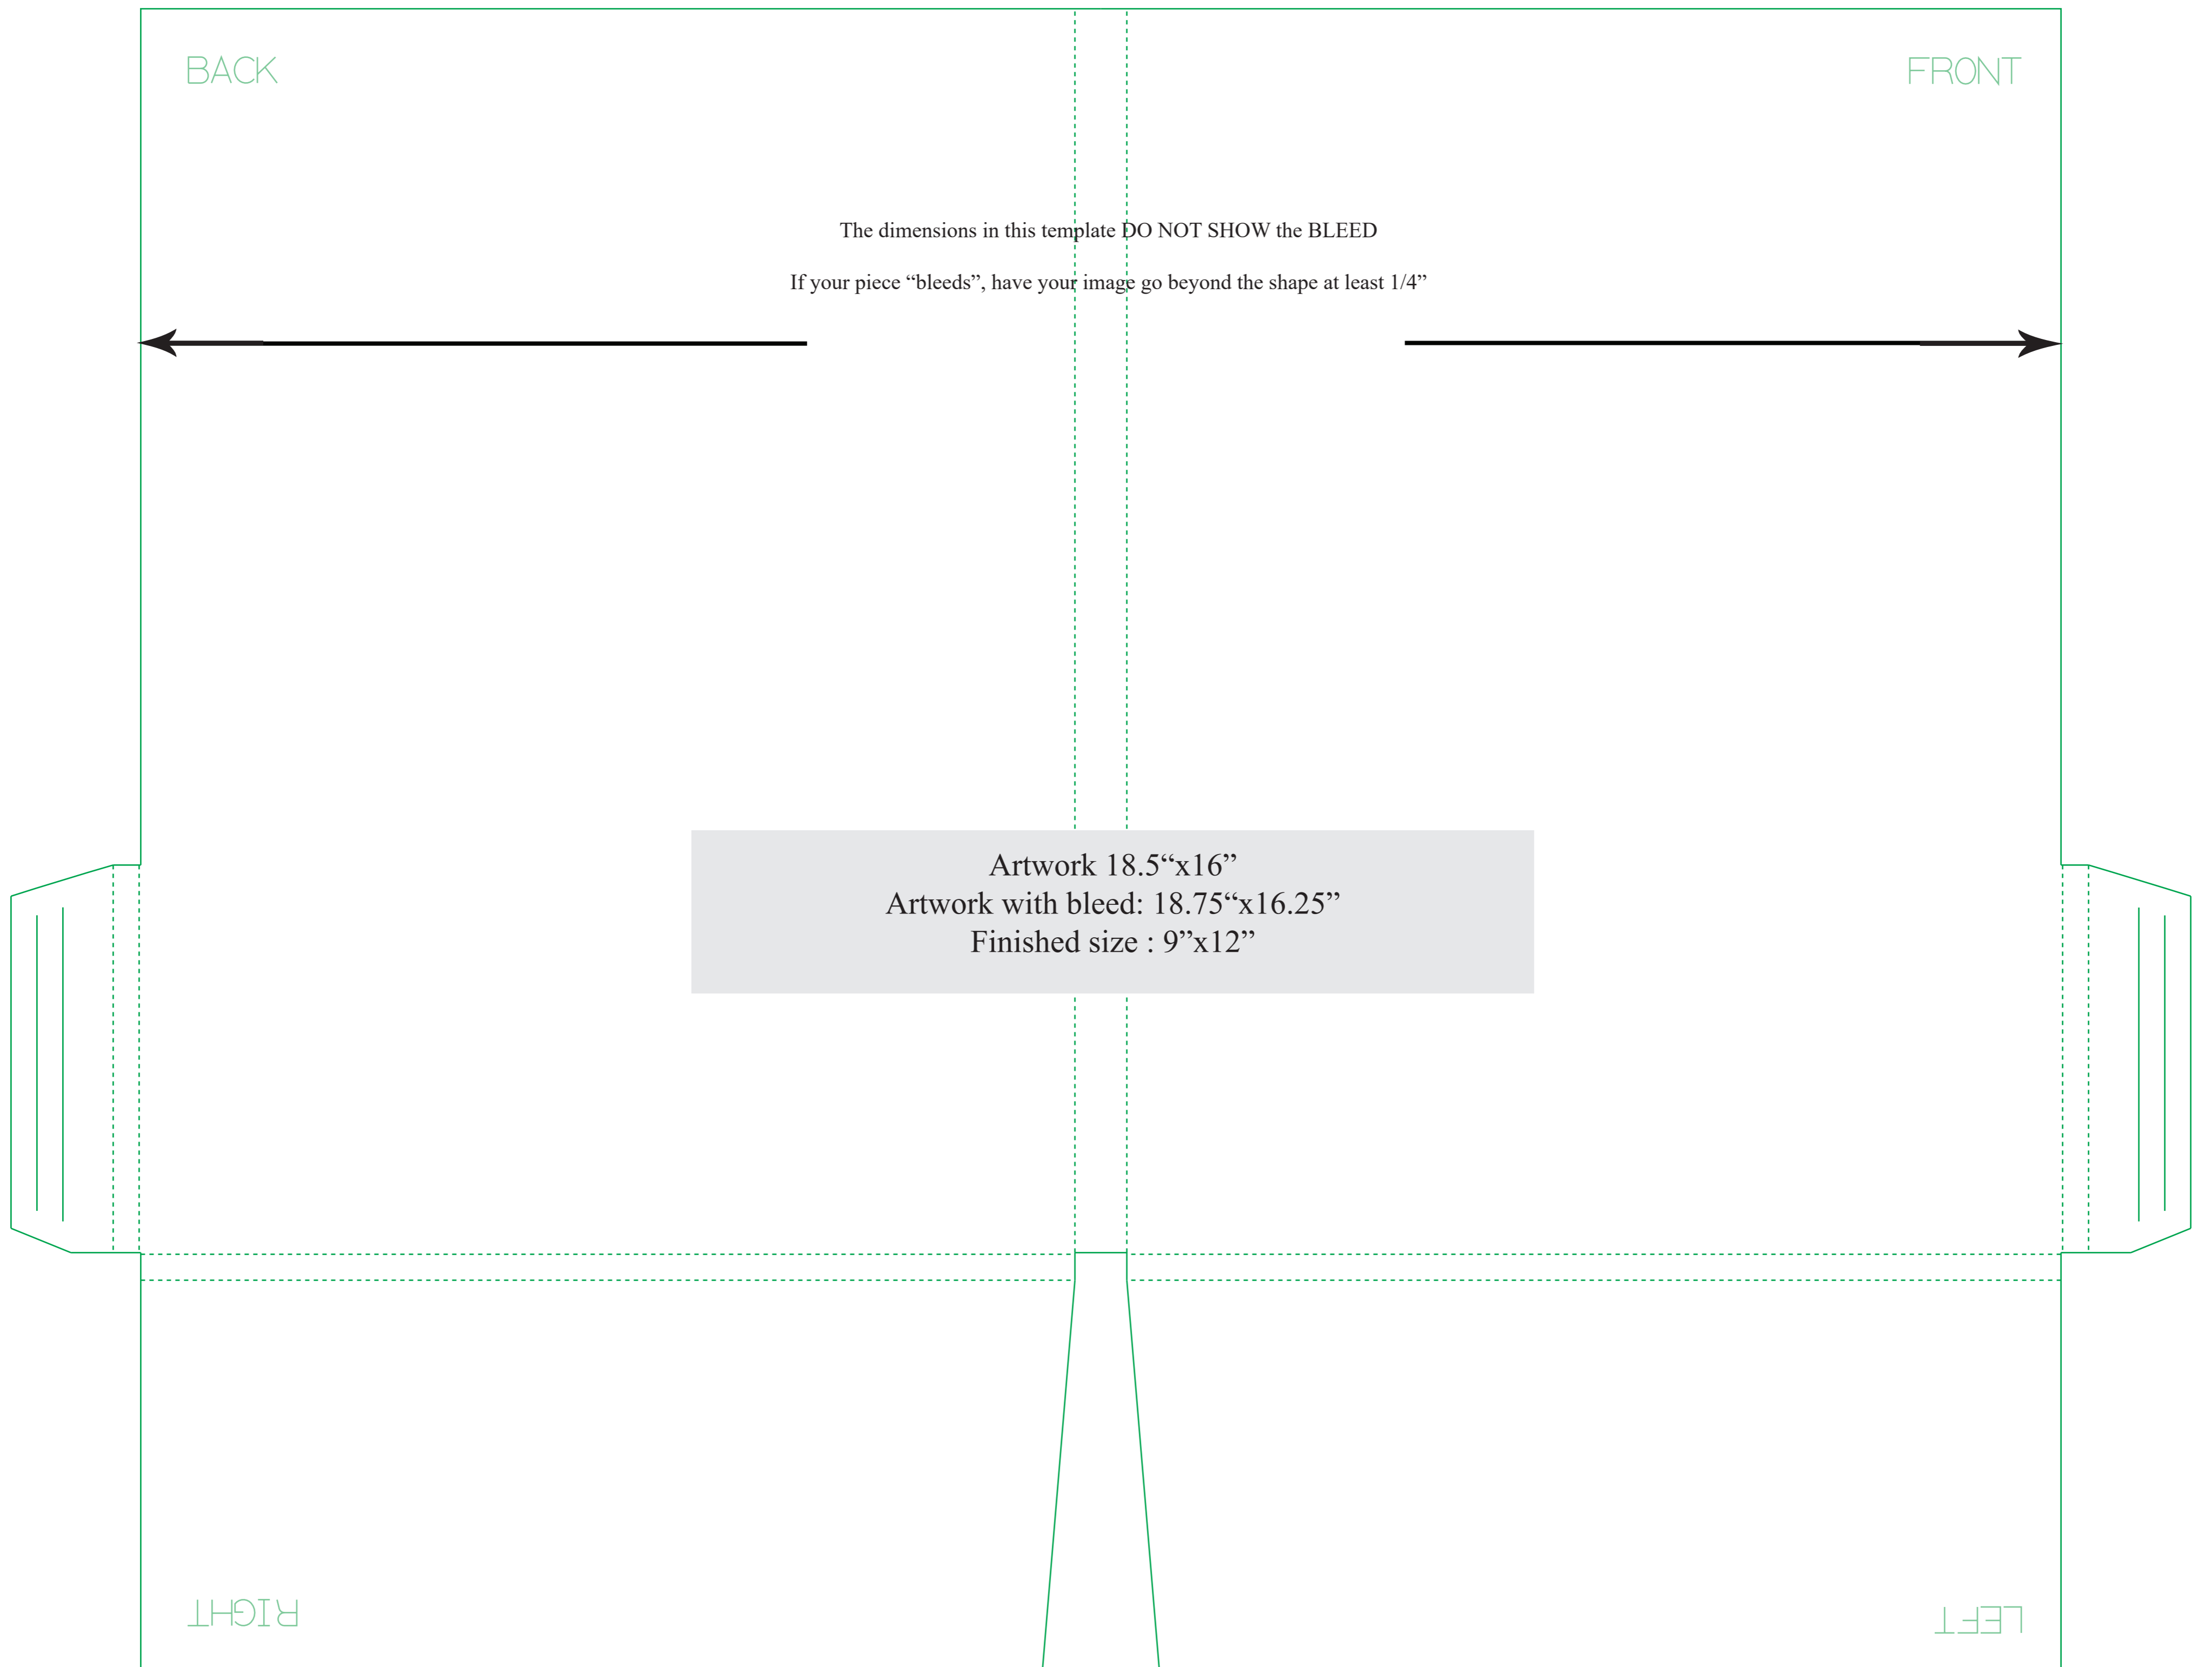 BACK
FRONT
The dimensions in this template DO NOT SHOW the BLEED
If your piece “bleeds”, have your image go beyond the shape at least 1/4”
Artwork 18.5“x16”
Artwork with bleed: 18.75“x16.25”
Finished size : 9”x12”
RIGHT
LEFT